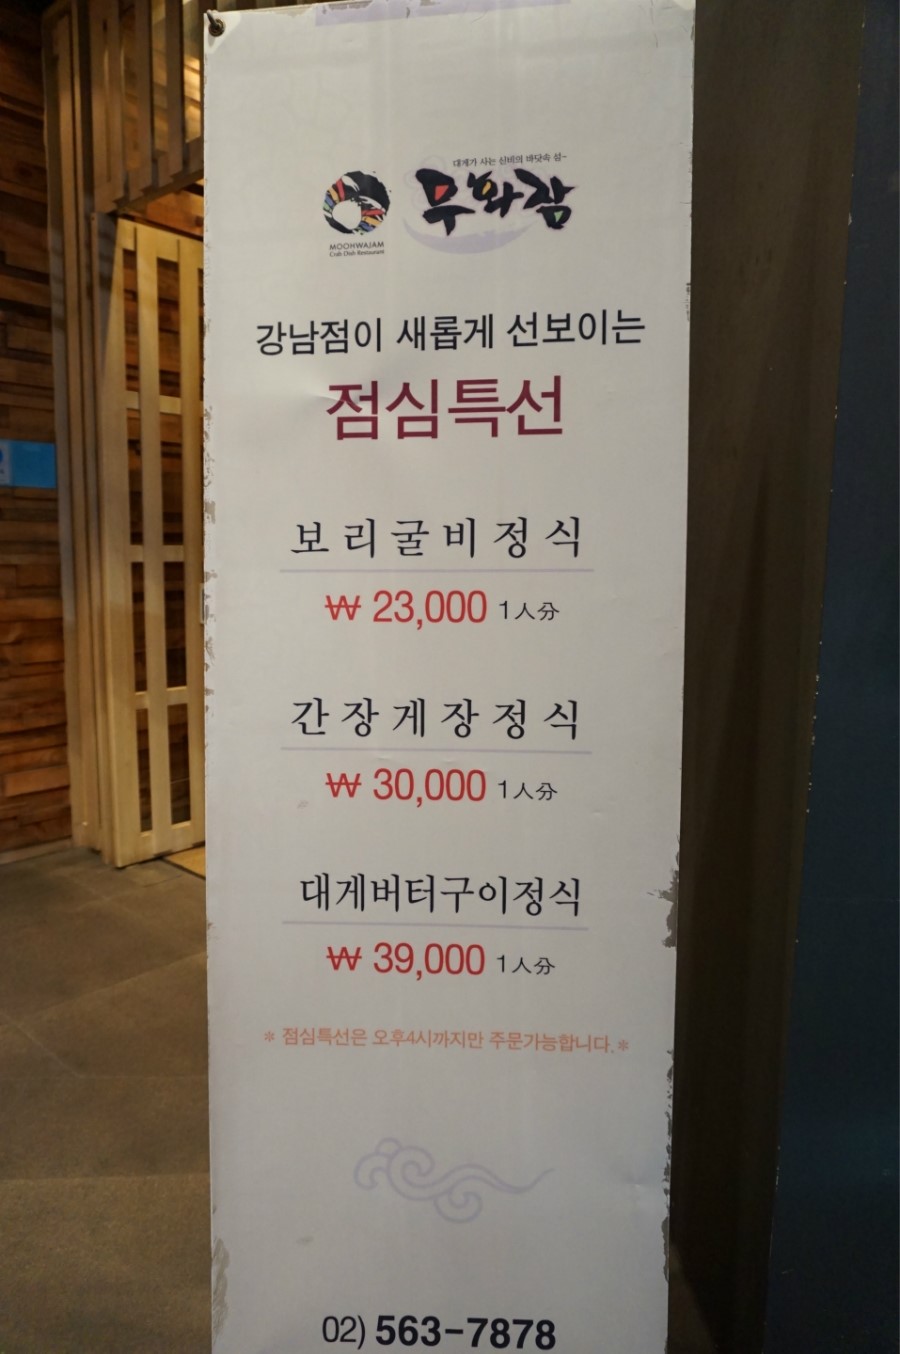 대게가 사는 신비의 바닷속 섬~
무화잠
MOOHWAJAM
Crab Dish Restaurant
강남점이 새롭게 선보이는
점심특선
보리굴비정식
₩ 23,000 1人分
간장게장정식
₩ 30,000 1人分
대게버터구이정식
₩ 39,000 1人分
* 점심특선은 오후4시까지만 주문가능합니다.*
02) 563-7878